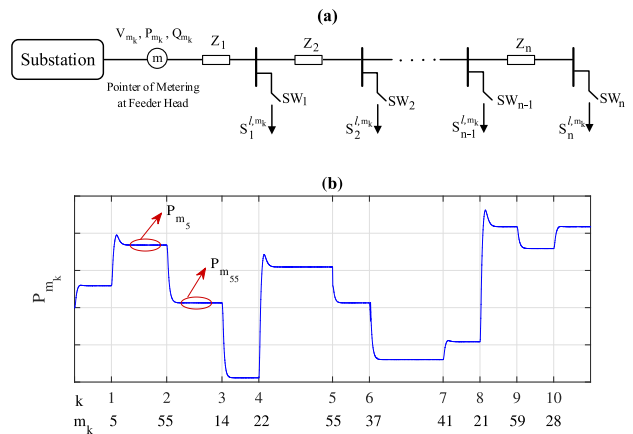 (a)
V_{m_k}, P_{m_k}, Q_{m_k}
Z_1 Z_2 Z_n
Substation m
Pointer of Metering
at Feeder Head
SW_1 SW_2 SW_{n-1} SW_n
S_1^{l,m_k} S_2^{l,m_k} S_{n-1}^{l,m_k} S_n^{l,m_k}
(b)
P_{m_5}
P_{m_55}
P_{m_k}
k 1 2 3 4 5 6 7 8 9 10
m_k 5 55 14 22 55 37 41 21 59 28